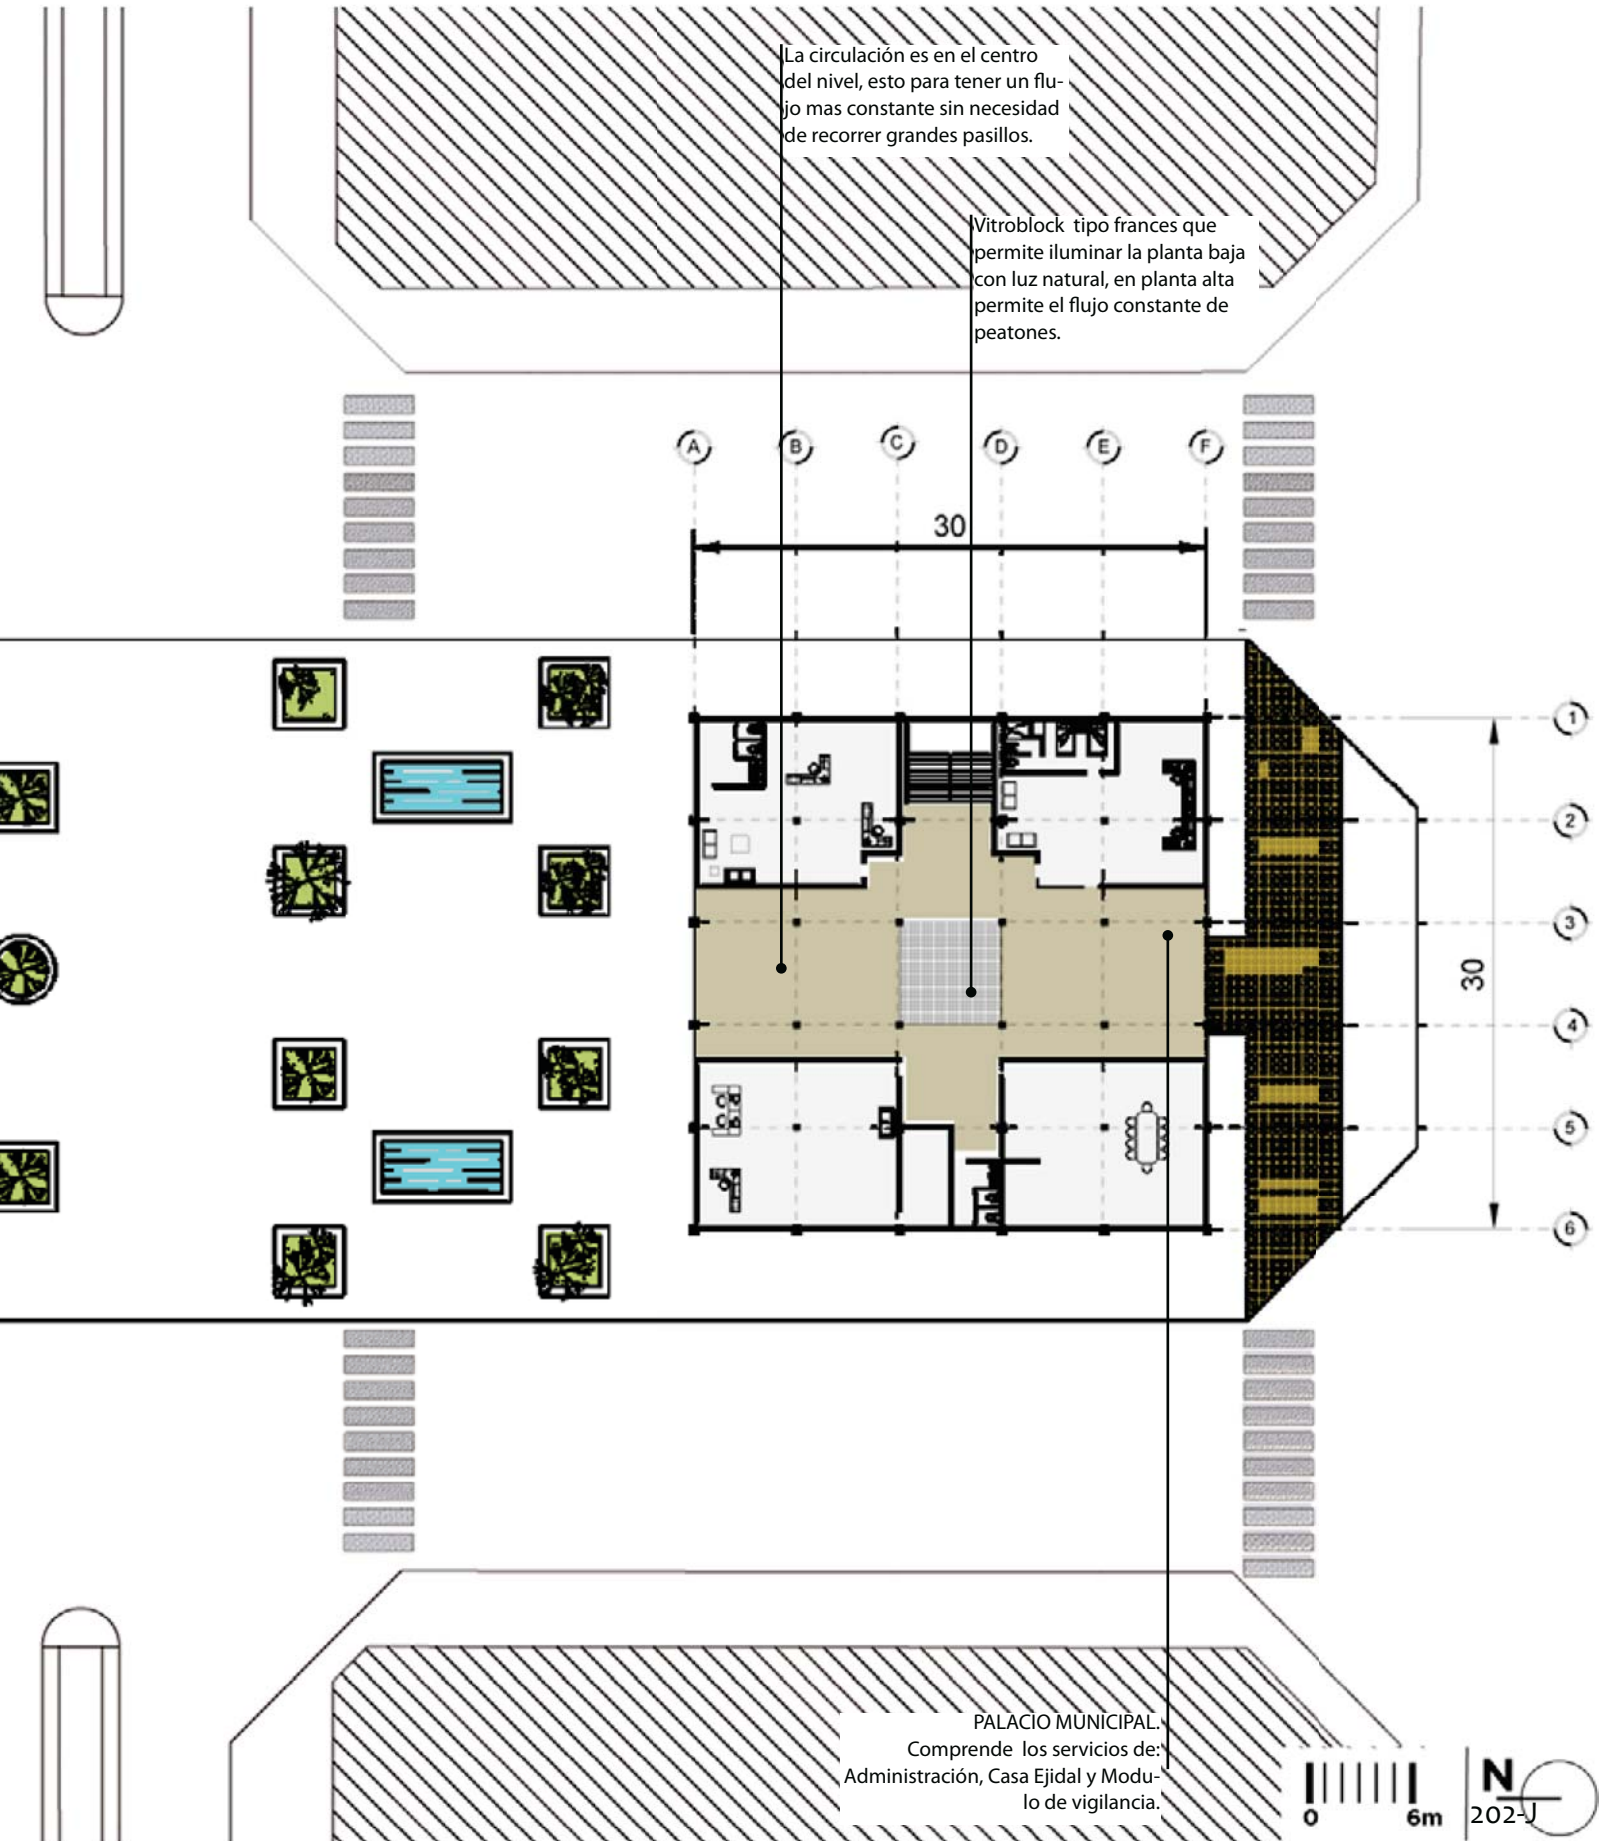 La circulación es en el centro
del nivel, esto para tener un flu-
jo mas constante sin necesidad
de recorrer grandes pasillos.
Vitroblock  tipo frances que
permite iluminar la planta baja
con luz natural, en planta alta
permite el flujo constante de
peatones.
A B C D E F
30
1
2
3
30
4
5
6
PALACIO MUNICIPAL.
Comprende  los servicios de:
Administración, Casa Ejidal y Modu-
lo de vigilancia.
N
0 6m
202-J